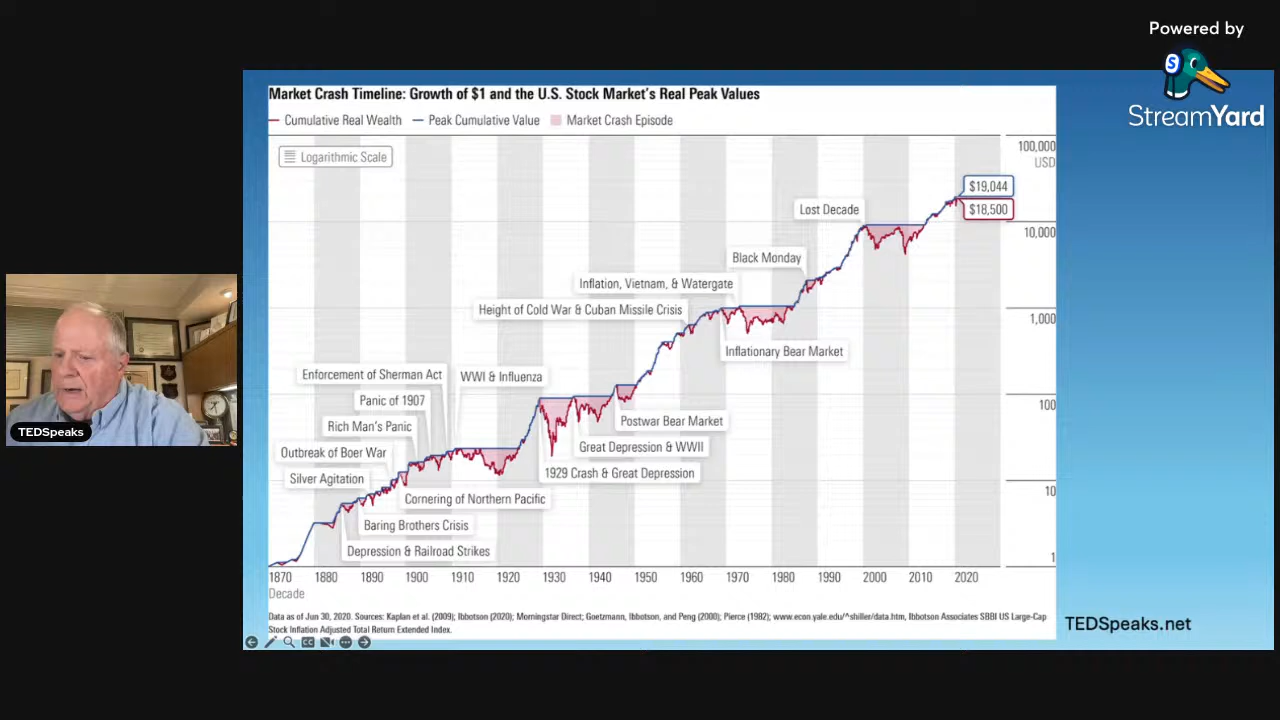 Powered by
S
StreamYard
Market Crash Timeline: Growth of $1 and the U.S. Stock Market's Real Peak Values
Cumulative Real Wealth
Peak Cumulative Value
Market Crash Episode
Logarithmic Scale
100,000
USD
$19,044
$18,500
Lost Decade
10,000
Black Monday
Inflation, Vietnam, & Watergate
Height of Cold War & Cuban Missile Crisis
1,000
Inflationary Bear Market
Enforcement of Sherman Act
WWI & Influenza
Panic of 1907
100
Rich Man's Panic
Postwar Bear Market
Outbreak of Boer War
Great Depression & WWII
Silver Agitation
1929 Crash & Great Depression
10
Cornering of Northern Pacific
Baring Brothers Crisis
Depression & Railroad Strikes
1
1870 1880 1890 1900 1910 1920 1930 1940 1950 1960 1970 1980 1990 2000 2010 2020
Decade
Data as of Jun 30, 2020. Sources: Kaplan et al. (2009); Ibbotson (2020); Morningstar Direct; Goetzmann, Ibbotson, and Peng (2000); Pierce (1982); www.econ.yale.edu/~shiller/data.htm, Ibbotson Associates SBBI US Large-Cap
Stock Inflation Adjusted Total Return Extended Index.
CC
TEDSpeaks.net
TEDSpeaks